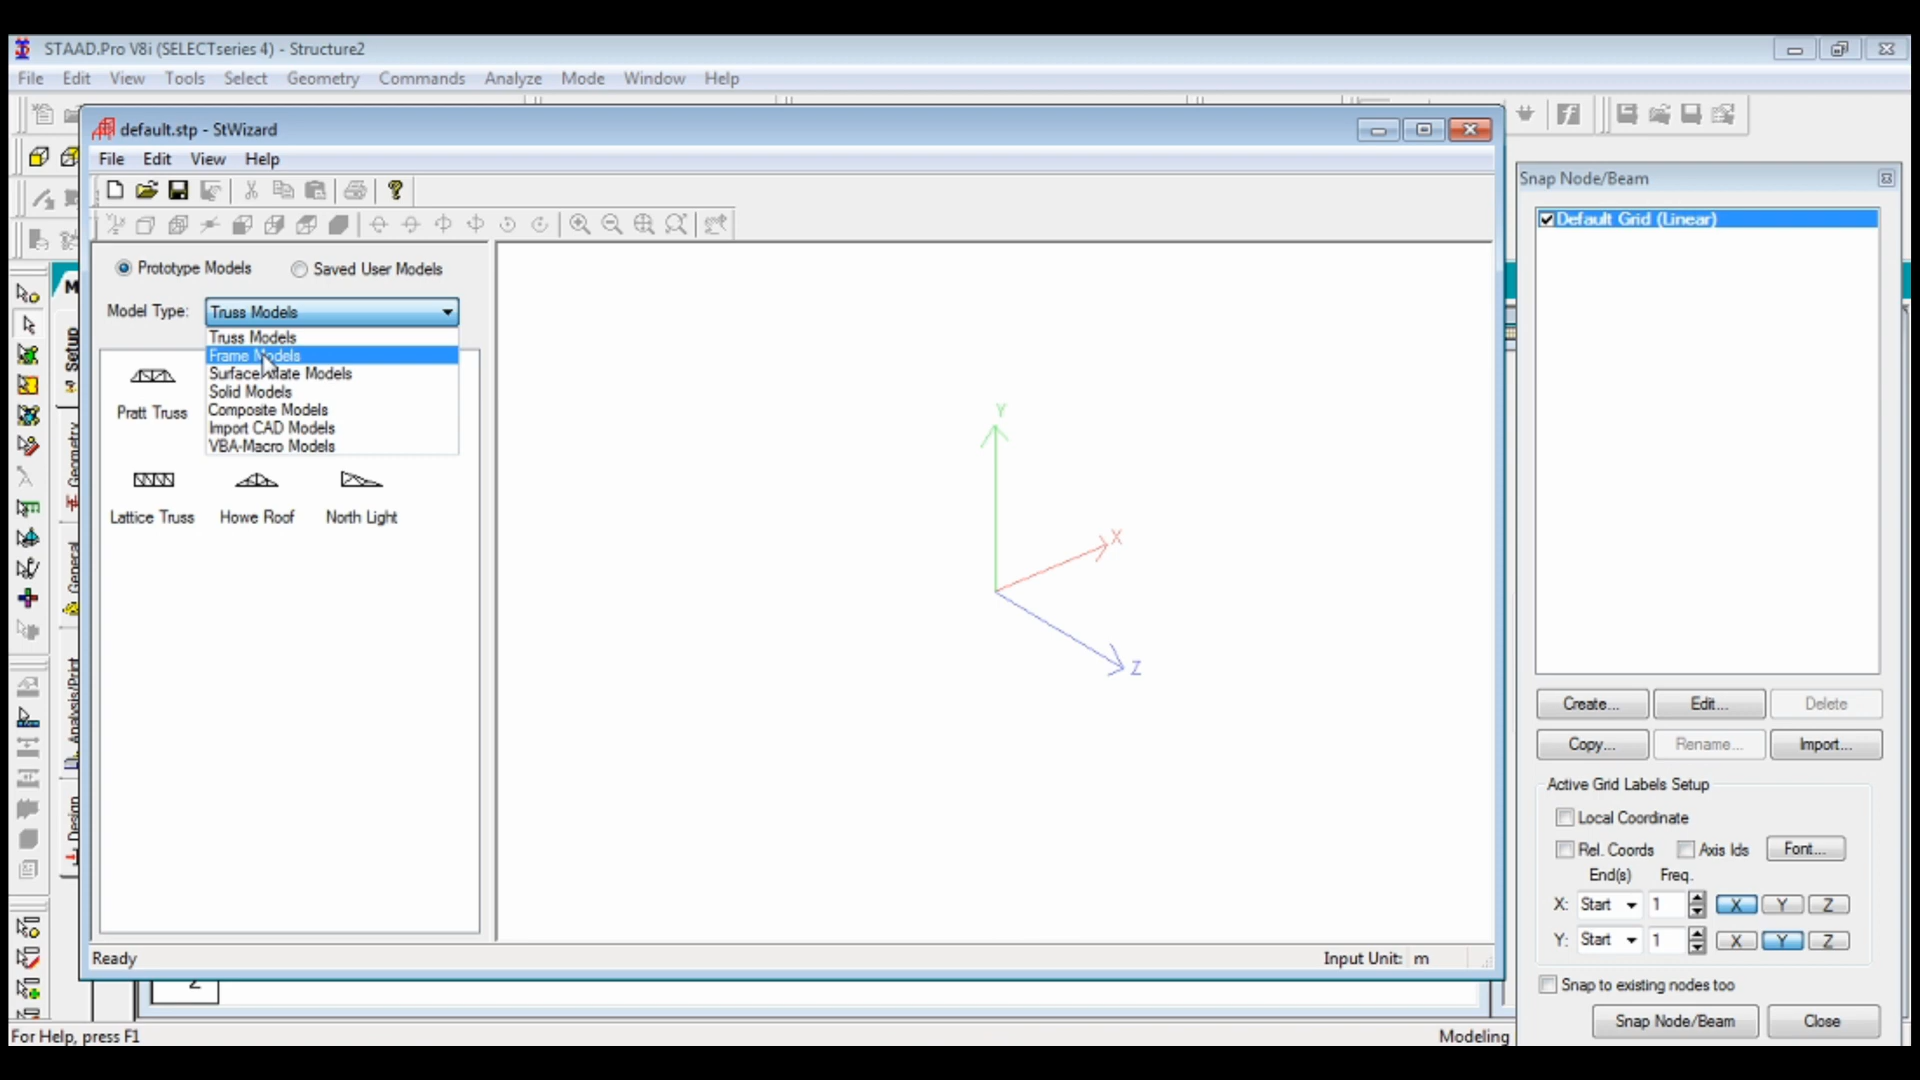 STAAD.Pro V8i (SELECTseries 4) - Structure2
File Edit View Tools Select Geometry Commands Analyze Mode Window Help
default.stp - StWizard
File Edit View Help
Snap Node/Beam
Default Grid (Linear)
Prototype Models Saved User Models
Model Type: Truss Models
Truss Models
Frame Models
Surface/Plate Models
Solid Models
Composite Models
Import CAD Models
VBA-Macro Models
Pratt Truss
Lattice Truss Howe Roof North Light
Setup
Geometry
General
Analysis/Print
Design
Y
X
Z
Create... Edit... Delete
Copy... Rename... Import...
Active Grid Labels Setup
Local Coordinate
Rel. Coords Axis Ids Font...
End(s) Freq.
X: Start 1 X Y Z
Y: Start 1 X Y Z
Snap to existing nodes too
Snap Node/Beam Close
Ready Input Unit: m
For Help, press F1 Modeling